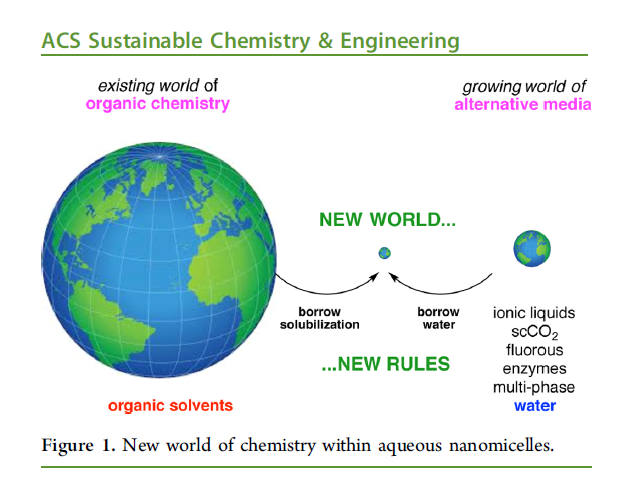 ACS Sustainable Chemistry & Engineering
existing world of
organic chemistry
growing world of
alternative media
NEW WORLD...
borrow
solubilization
borrow
water
...NEW RULES
ionic liquids
scCO₂
fluorous
enzymes
multi-phase
water
organic solvents
Figure 1. New world of chemistry within aqueous nanomicelles.